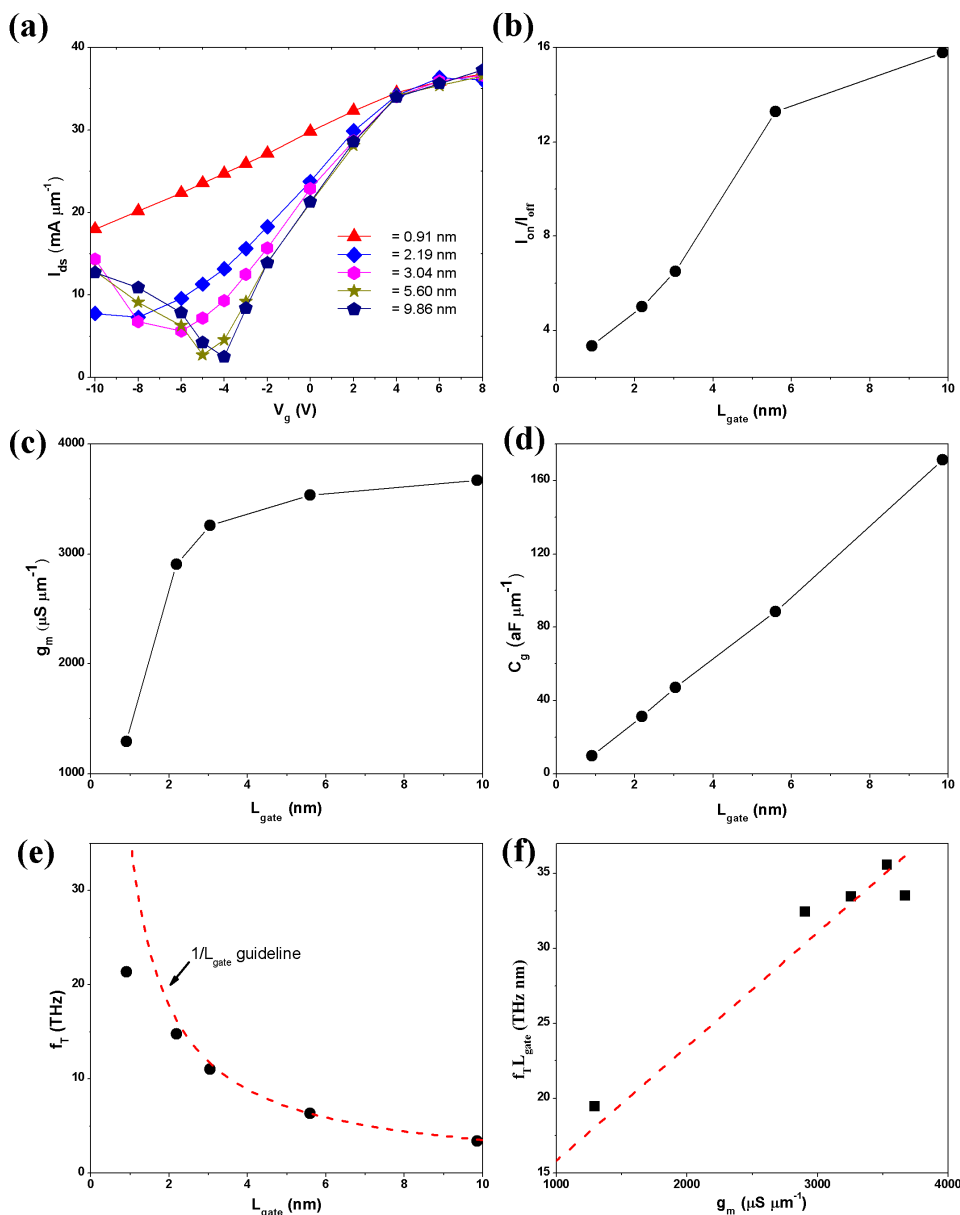 (a)
40
30
20
10
0
-10 -8 -6 -4 -2 0 2 4 6 8
I_ds (mA μm⁻¹)
V_g (V)
= 0.91 nm
= 2.19 nm
= 3.04 nm
= 5.60 nm
= 9.86 nm
(b)
16
12
8
4
0 2 4 6 8 10
I_on/I_off
L_gate (nm)
(c)
4000
3000
2000
1000
0 2 4 6 8 10
g_m (μS μm⁻¹)
L_gate (nm)
(d)
160
120
80
40
0
0 2 4 6 8 10
C_g (aF μm⁻¹)
L_gate (nm)
(e)
30
20
10
0
0 2 4 6 8 10
f_T (THz)
L_gate (nm)
1/L_gate guideline
(f)
35
30
25
20
15
1000 2000 3000 4000
f_T L_gate (THz nm)
g_m (μS μm⁻¹)